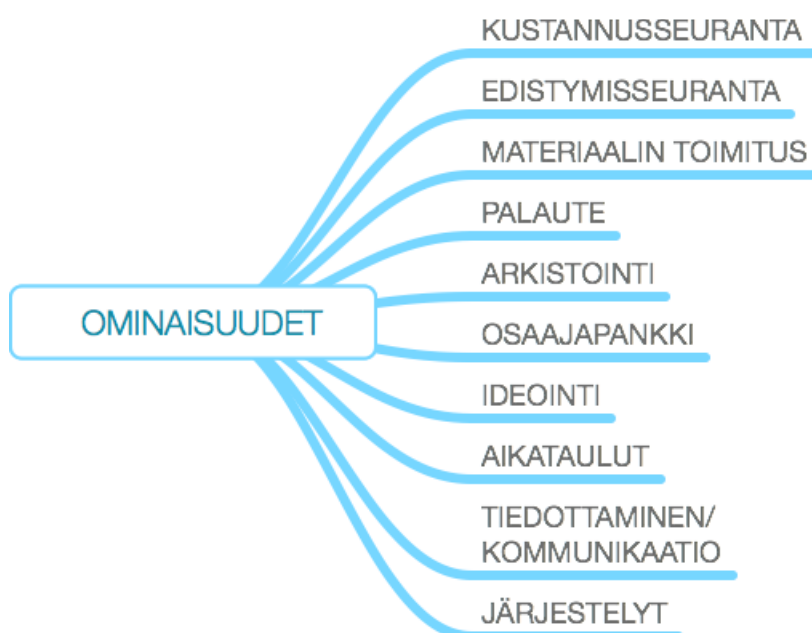 KUSTANNUSSEURANTA
EDISTYMISSEURANTA
MATERIAALIN TOIMITUS
PALAUTE
ARKISTOINTI
OMINAISUUDET
OSAAJAPANKKI
IDEOINTI
AIKATAULUT
TIEDOTTAMINEN/
KOMMUNIKAATIO
JÄRJESTELYT